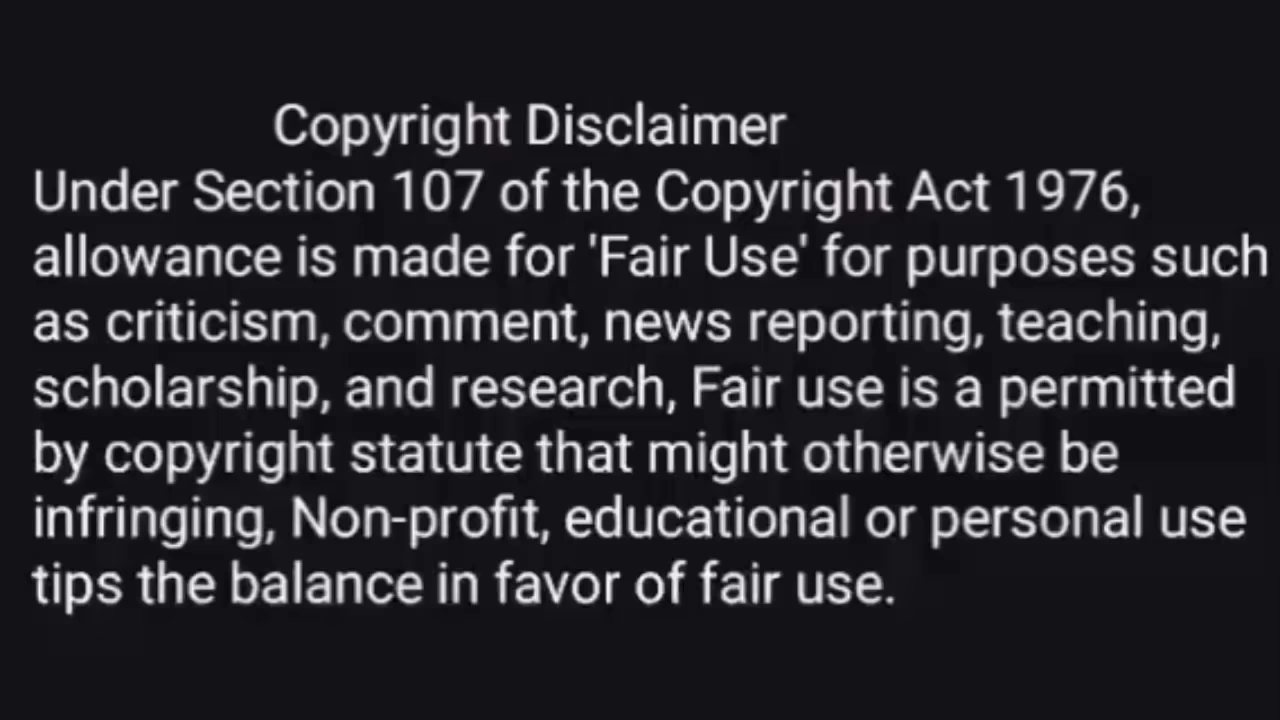 Copyright Disclaimer
Under Section 107 of the Copyright Act 1976,
allowance is made for 'Fair Use' for purposes such
as criticism, comment, news reporting, teaching,
scholarship, and research, Fair use is a permitted
by copyright statute that might otherwise be
infringing, Non-profit, educational or personal use
tips the balance in favor of fair use.